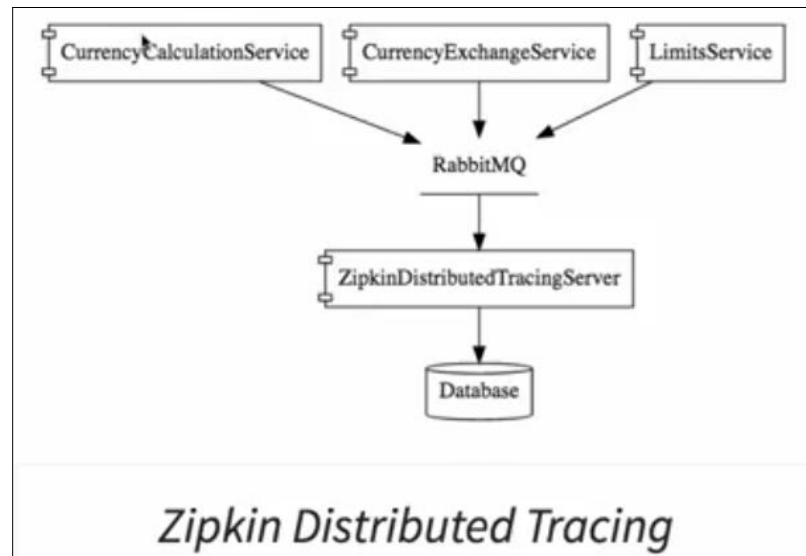 CurrencyCalculationService
CurrencyExchangeService
LimitsService
RabbitMQ
ZipkinDistributedTracingServer
Database
Zipkin Distributed Tracing